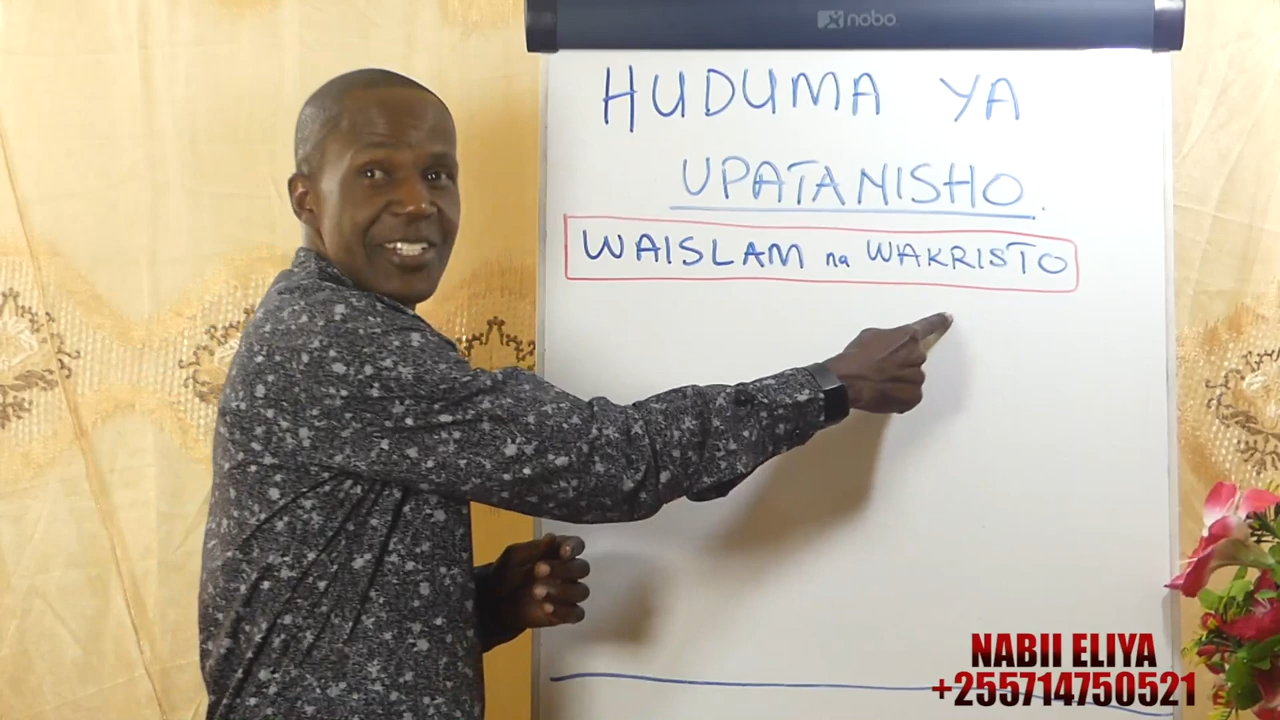 nobo
HUDUMA YA
UPATANISHO.
WAISLAM na WAKRISTO
NABII ELIYA
+255714750521